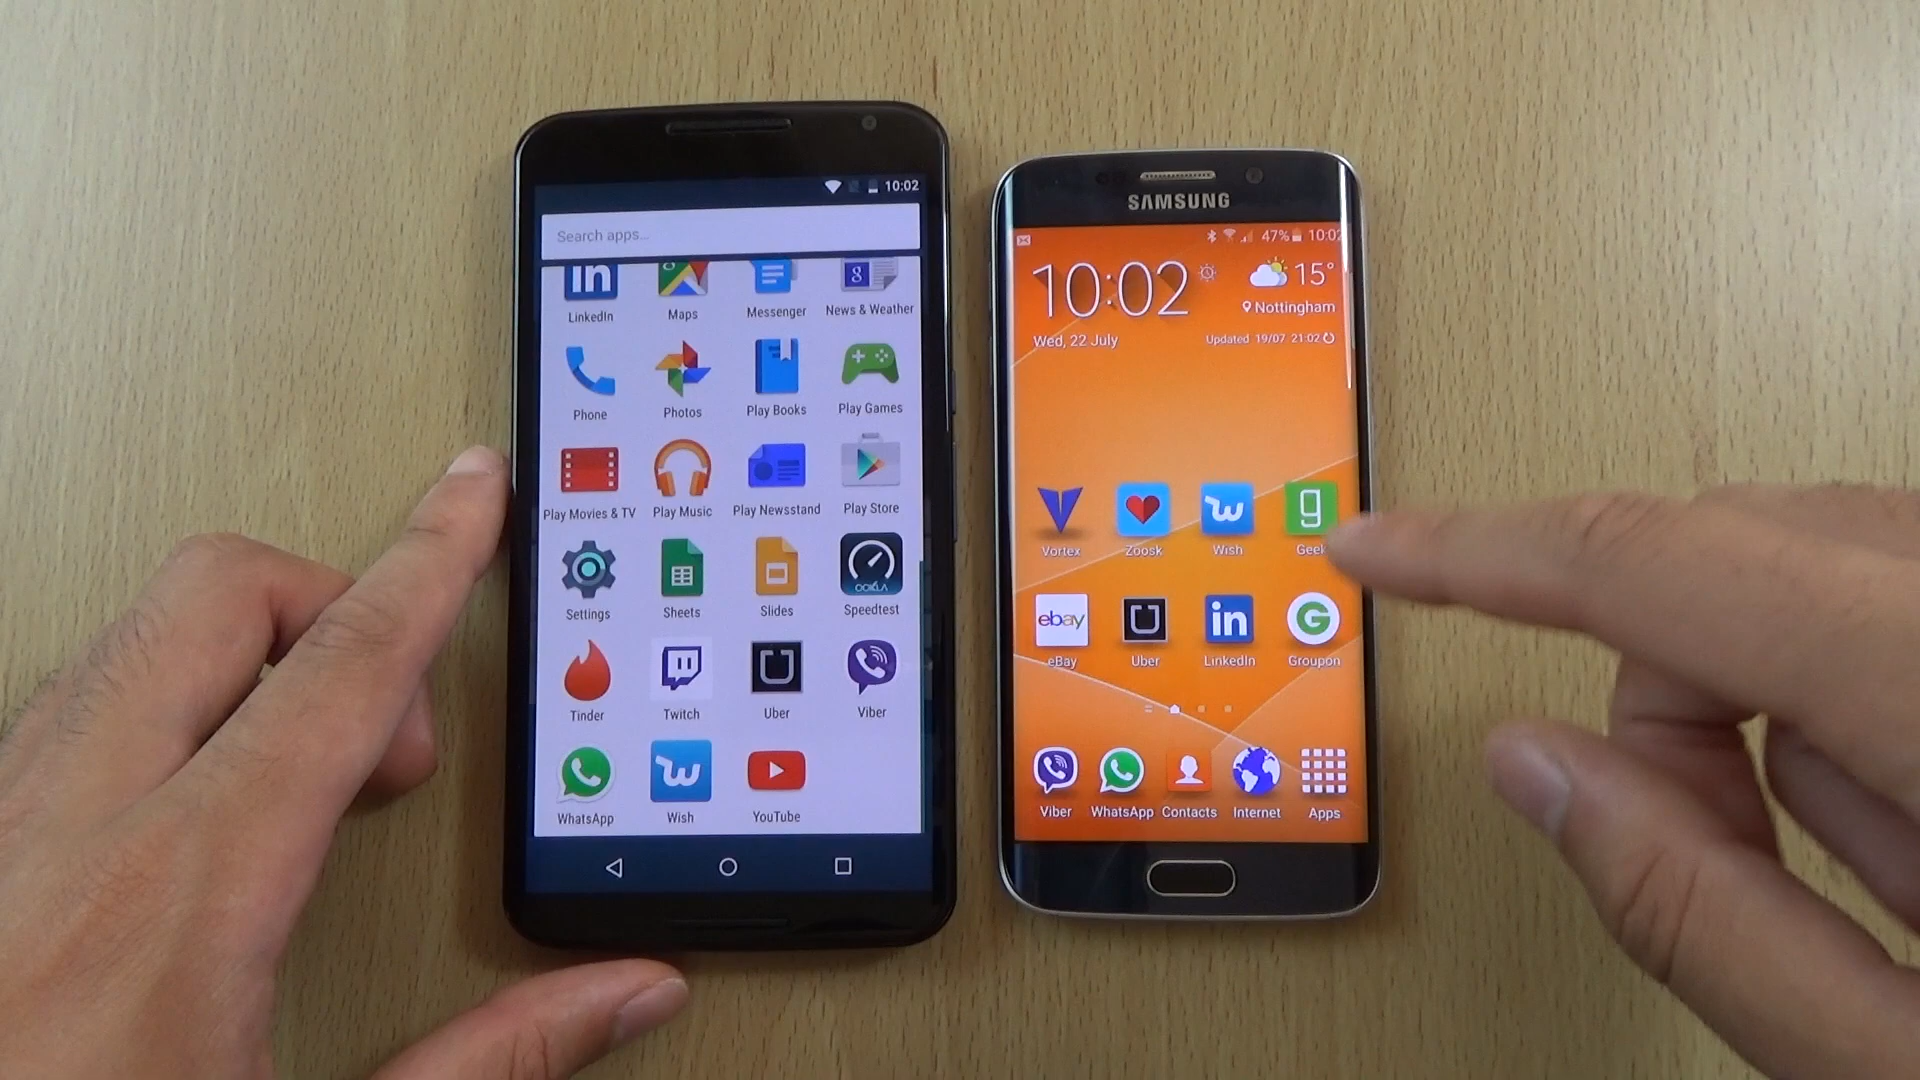 10:02
Search apps...
LinkedIn Maps Messenger News & Weather
Phone Photos Play Books Play Games
Play Movies & TV Play Music Play Newsstand Play Store
OOKLA
Settings Sheets Slides Speedtest
Tinder Twitch Uber Viber
WhatsApp Wish YouTube
SAMSUNG
47% 10:02
10:02 15°
Nottingham
Wed, 22 July Updated 19/07 21:02
Vortex Zoosk Wish Geek
ebay in G
eBay Uber LinkedIn Groupon
Viber WhatsApp Contacts Internet Apps